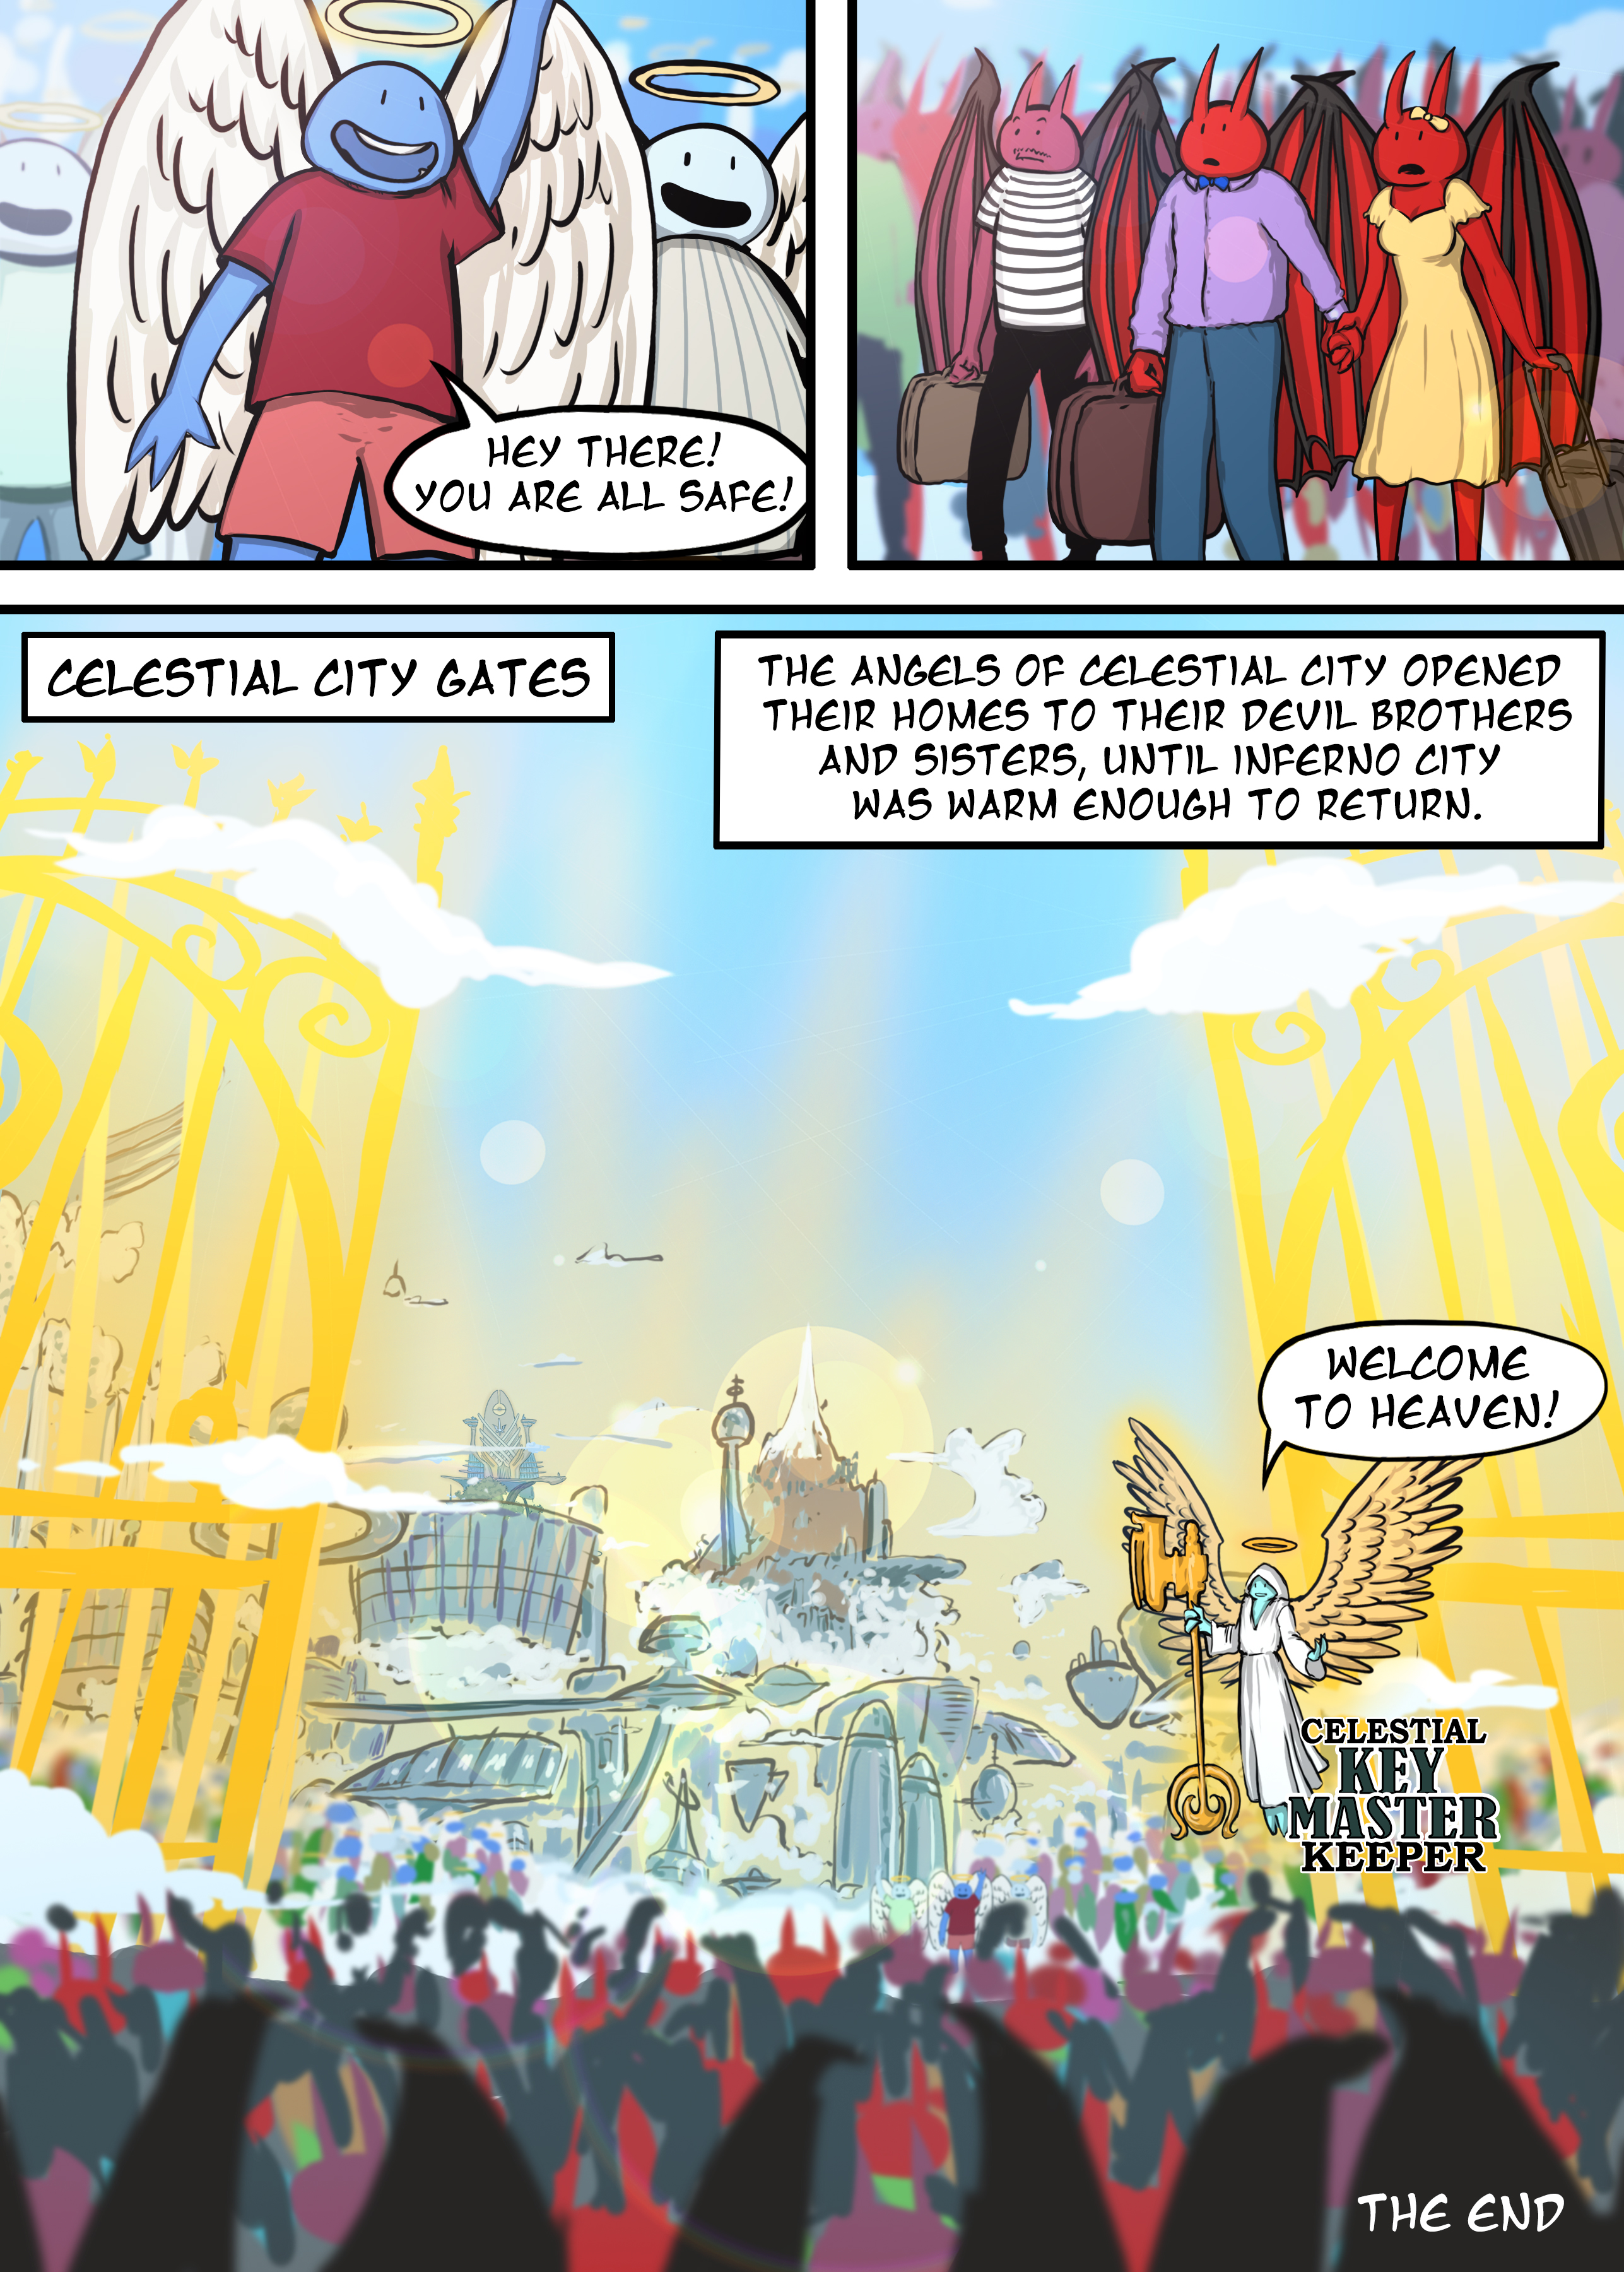 HEY THERE!
YOU ARE ALL SAFE!
CELESTIAL CITY GATES
THE ANGELS OF CELESTIAL CITY OPENED
THEIR HOMES TO THEIR DEVIL BROTHERS
AND SISTERS, UNTIL INFERNO CITY
WAS WARM ENOUGH TO RETURN.
WELCOME
TO HEAVEN!
CELESTIAL
KEY
MASTER
KEEPER
THE END